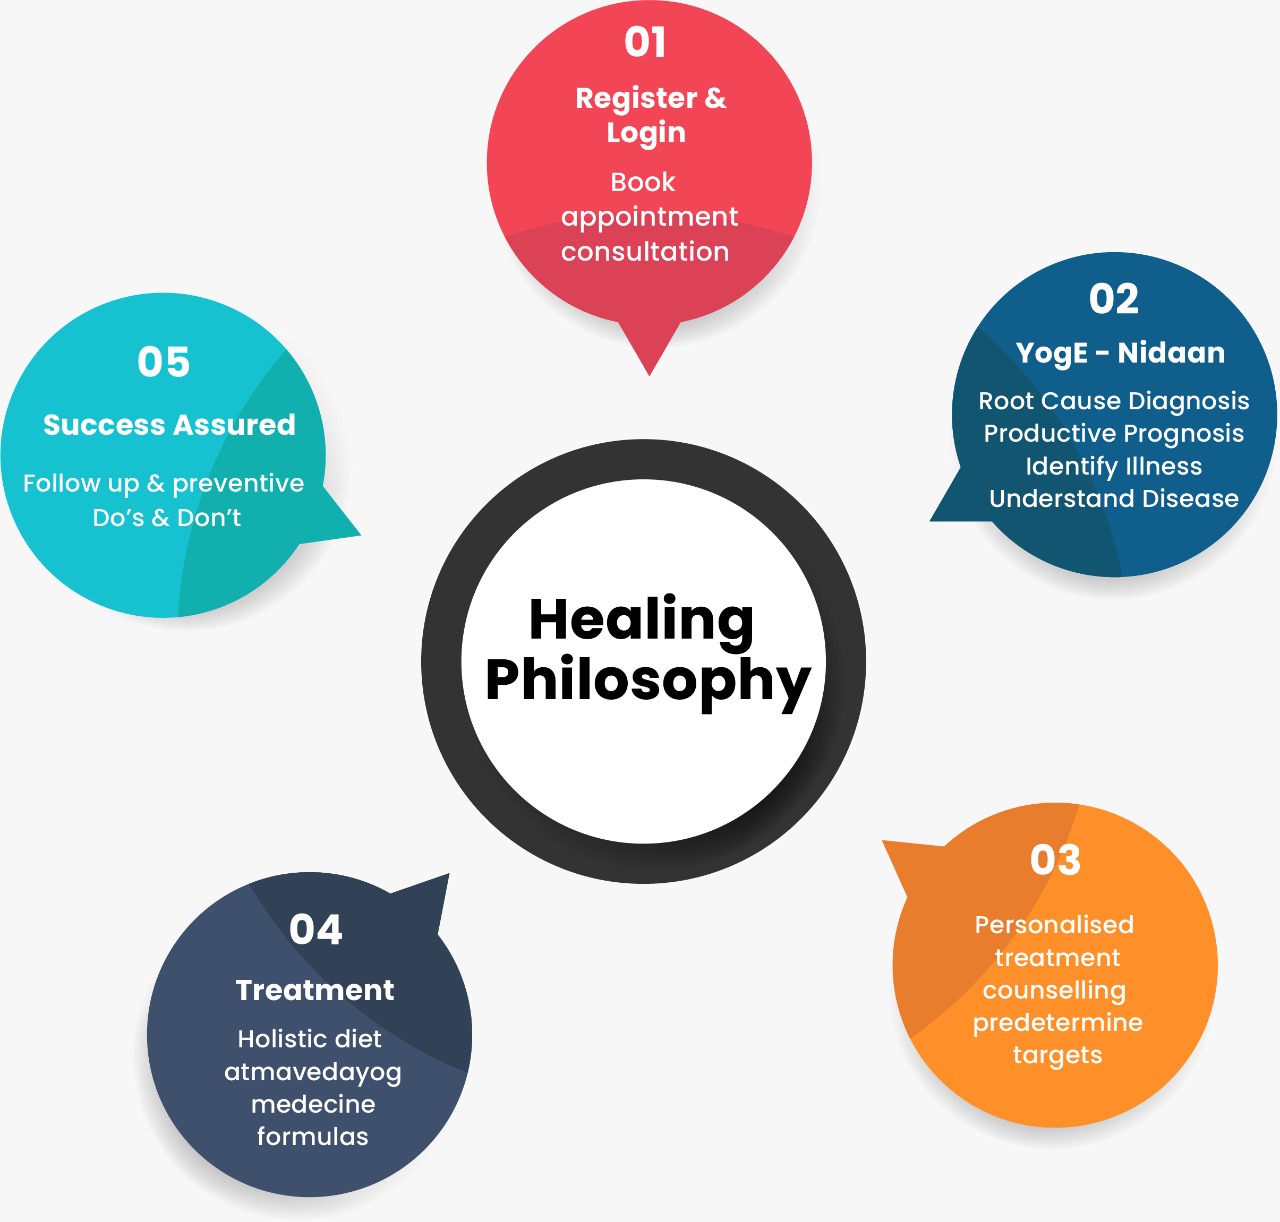 01
Register &
Login
Book
appointment
consultation
02
YogE - Nidaan
Root Cause Diagnosis
Productive Prognosis
Identify Illness
Understand Disease
03
Personalised
treatment
counselling
predetermine
targets
04
Treatment
Holistic diet
atmavedayog
medecine
formulas
05
Success Assured
Follow up & preventive
Do’s & Don’t
Healing
Philosophy